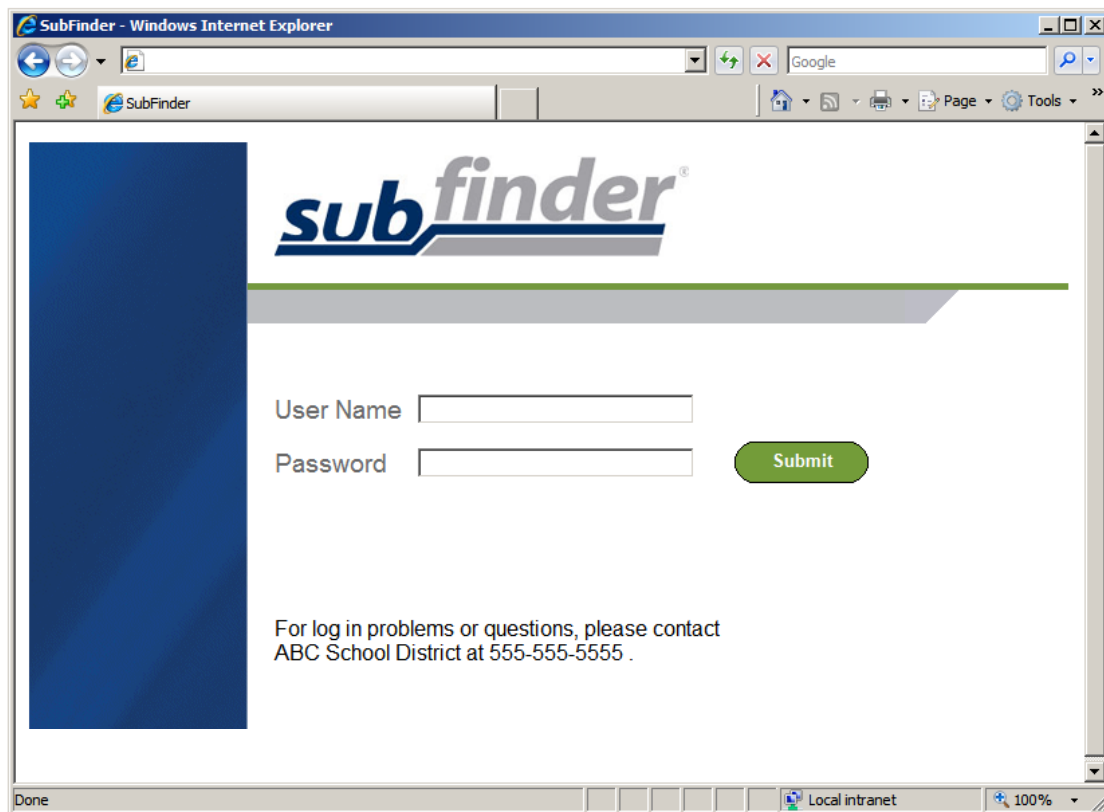 SubFinder - Windows Internet Explorer
Google
SubFinder
Page
Tools
»
subfinder®
User Name
Password
Submit
For log in problems or questions, please contact
ABC School District at 555-555-5555 .
Done
Local intranet
100%